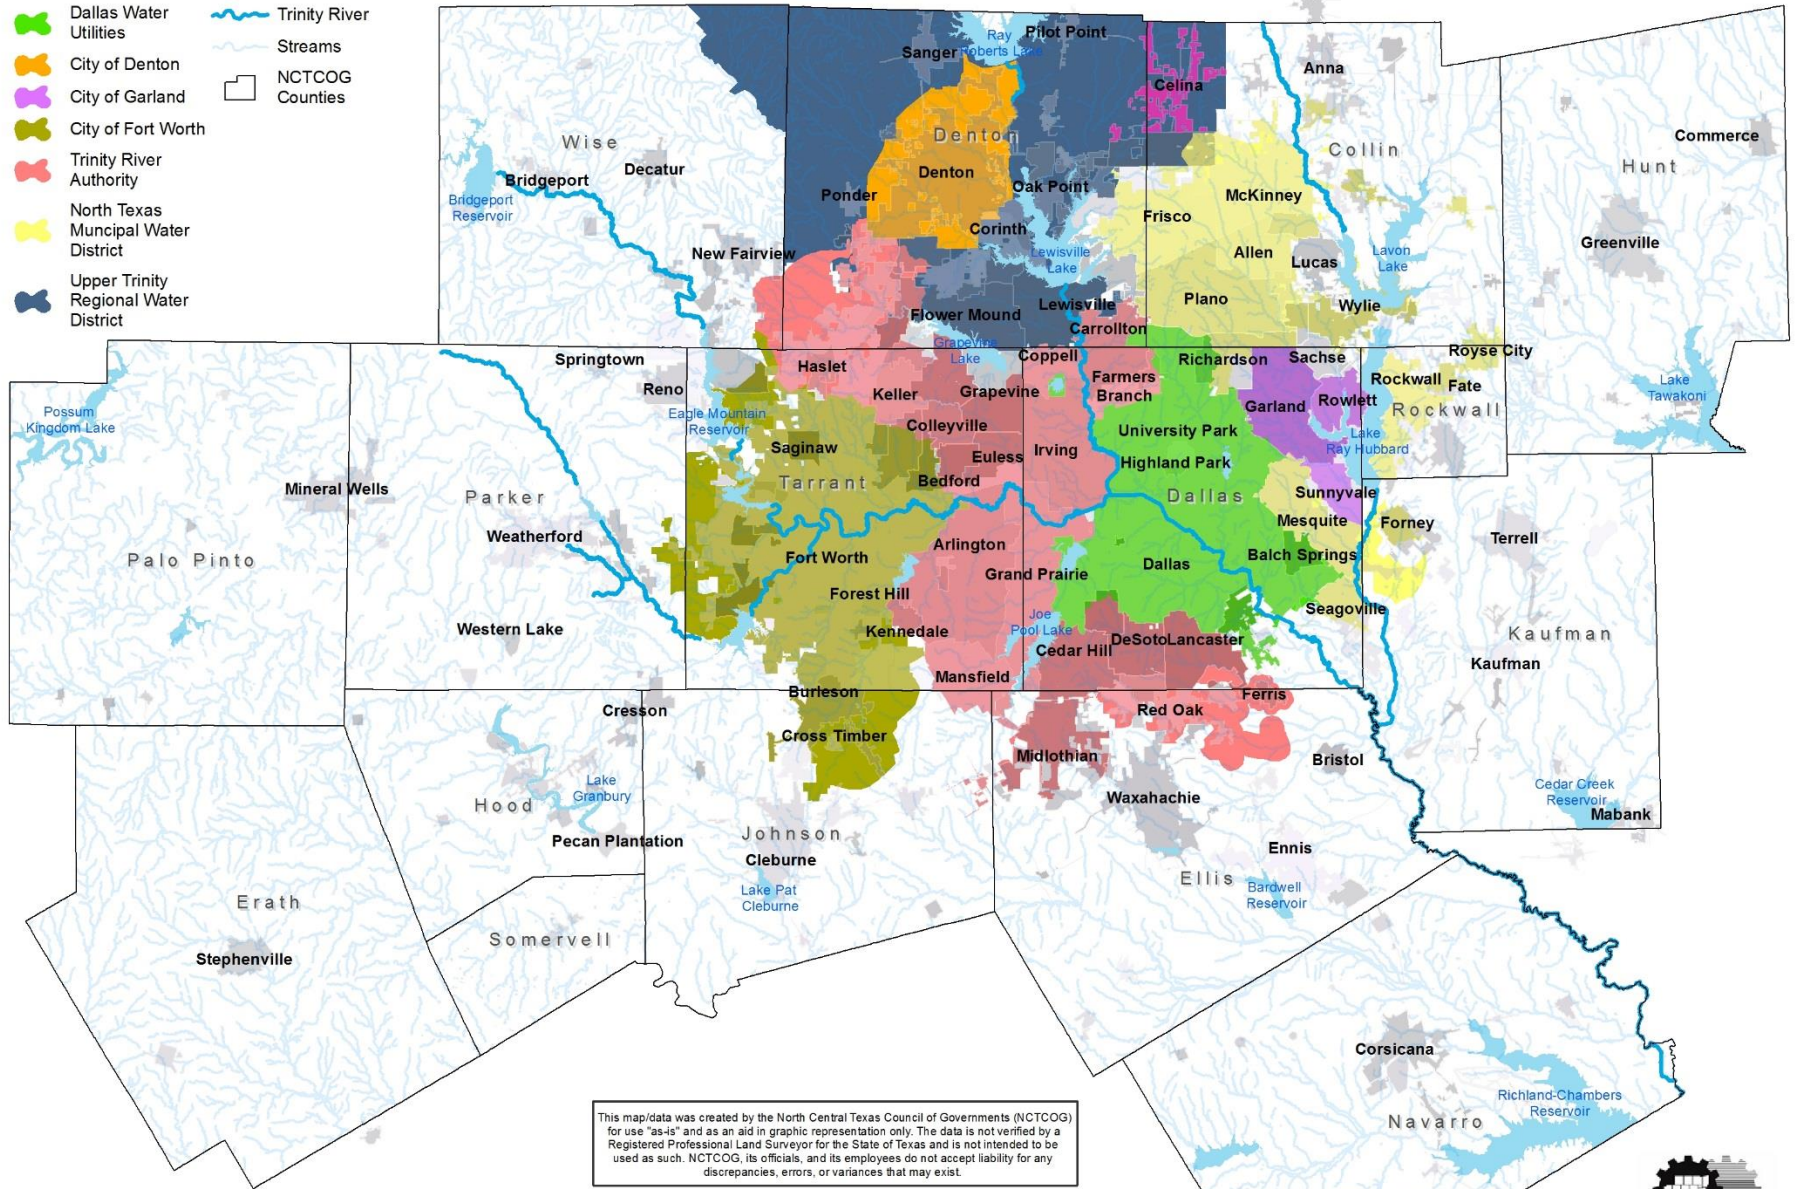 Dallas Water
Utilities
City of Denton
City of Garland
City of Fort Worth
Trinity River
Authority
North Texas
Muncipal Water
District
Upper Trinity
Regional Water
District
Trinity River
Streams
NCTCOG
Counties
Sanger
Ray
Roberts Lake
Pilot Point
Celina
Anna
Wise
Decatur
Bridgeport
Bridgeport
Reservoir
Denton
Denton
Ponder
Oak Point
Corinth
Collin
McKinney
Frisco
Allen
Lucas
Lavon
Lake
Commerce
Hunt
Greenville
New Fairview
Lewisville
Lake
Plano
Wylie
Flower Mound
Lewisville
Carrollton
Springtown
Reno
Haslet
Grapevine
Lake
Coppell
Richardson
Sachse
Royse City
Keller
Grapevine
Farmers
Branch
Rockwall
Fate
Garland
Rowlett
Rockwall
Lake
Tawakoni
Possum
Kingdom Lake
Eagle Mountain
Reservoir
Colleyville
University Park
Lake
Ray Hubbard
Saginaw
Euless
Irving
Highland Park
Tarrant
Bedford
Dallas
Sunnyvale
Mineral Wells
Parker
Weatherford
Mesquite
Forney
Terrell
Palo Pinto
Fort Worth
Arlington
Balch Springs
Grand Prairie
Dallas
Forest Hill
Seagoville
Western Lake
Kennedale
Joe
Pool Lake
DeSoto
Lancaster
Cedar Hill
Kaufman
Kaufman
Mansfield
Burleson
Ferris
Cresson
Red Oak
Cross Timber
Midlothian
Bristol
Hood
Lake
Granbury
Waxahachie
Cedar Creek
Reservoir
Mabank
Pecan Plantation
Johnson
Cleburne
Ennis
Ellis
Bardwell
Reservoir
Lake Pat
Cleburne
Erath
Somervell
Stephenville
Corsicana
Richland-Chambers
Reservoir
Navarro
This map/data was created by the North Central Texas Council of Governments (NCTCOG)
for use "as-is" and as an aid in graphic representation only. The data is not verified by a
Registered Professional Land Surveyor for the State of Texas and is not intended to be
used as such. NCTCOG, its officials, and its employees do not accept liability for any
discrepancies, errors, or variances that may exist.